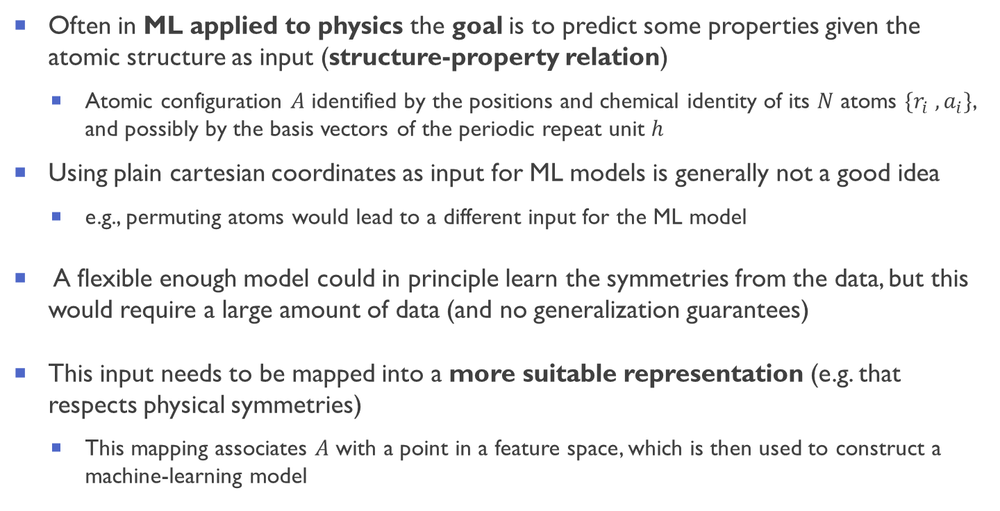 Often in ML applied to physics the goal is to predict some properties given the
atomic structure as input (structure-property relation)
Atomic configuration A identified by the positions and chemical identity of its N atoms {rᵢ , aᵢ},
and possibly by the basis vectors of the periodic repeat unit h
Using plain cartesian coordinates as input for ML models is generally not a good idea
e.g., permuting atoms would lead to a different input for the ML model
A flexible enough model could in principle learn the symmetries from the data, but this
would require a large amount of data (and no generalization guarantees)
This input needs to be mapped into a more suitable representation (e.g. that
respects physical symmetries)
This mapping associates A with a point in a feature space, which is then used to construct a
machine-learning model